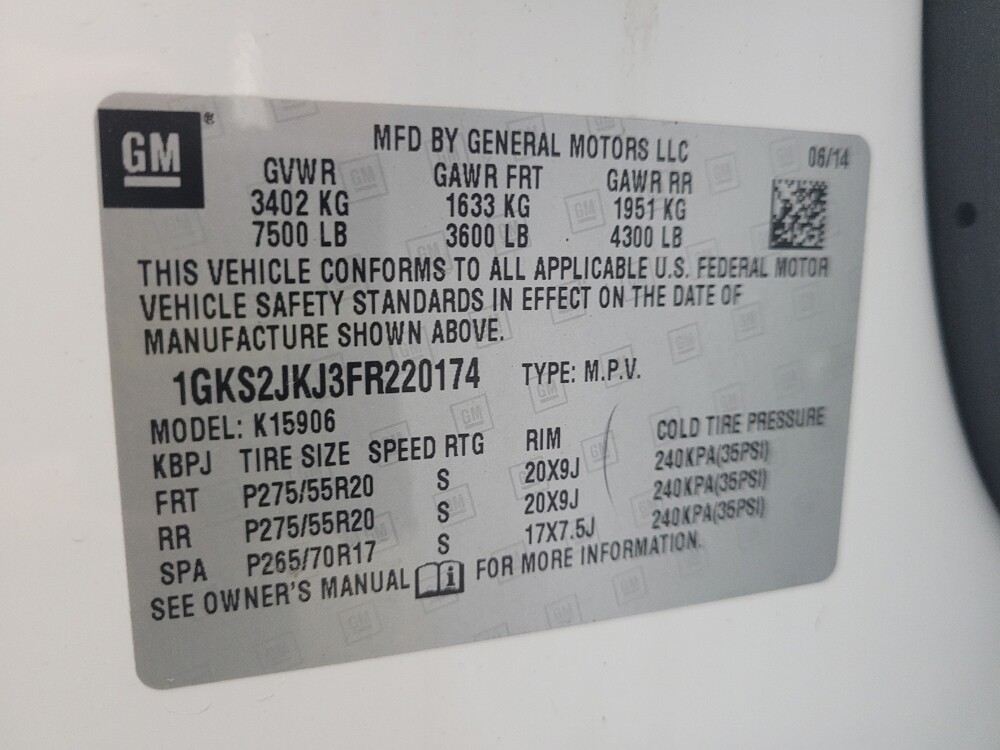 GM®
MFD BY GENERAL MOTORS LLC 06/14
GVWR GAWR FRT GAWR RR
3402 KG 1633 KG 1951 KG
7500 LB 3600 LB 4300 LB
THIS VEHICLE CONFORMS TO ALL APPLICABLE U.S. FEDERAL MOTOR
VEHICLE SAFETY STANDARDS IN EFFECT ON THE DATE OF
MANUFACTURE SHOWN ABOVE.
1GKS2JKJ3FR220174 TYPE: M.P.V.
MODEL: K15906
KBPJ TIRE SIZE SPEED RTG RIM COLD TIRE PRESSURE
FRT P275/55R20 S 20X9J 240KPA(35PSI)
RR P275/55R20 S 20X9J 240KPA(35PSI)
SPA P265/70R17 S 17X7.5J 240KPA(35PSI)
SEE OWNER'S MANUAL FOR MORE INFORMATION.